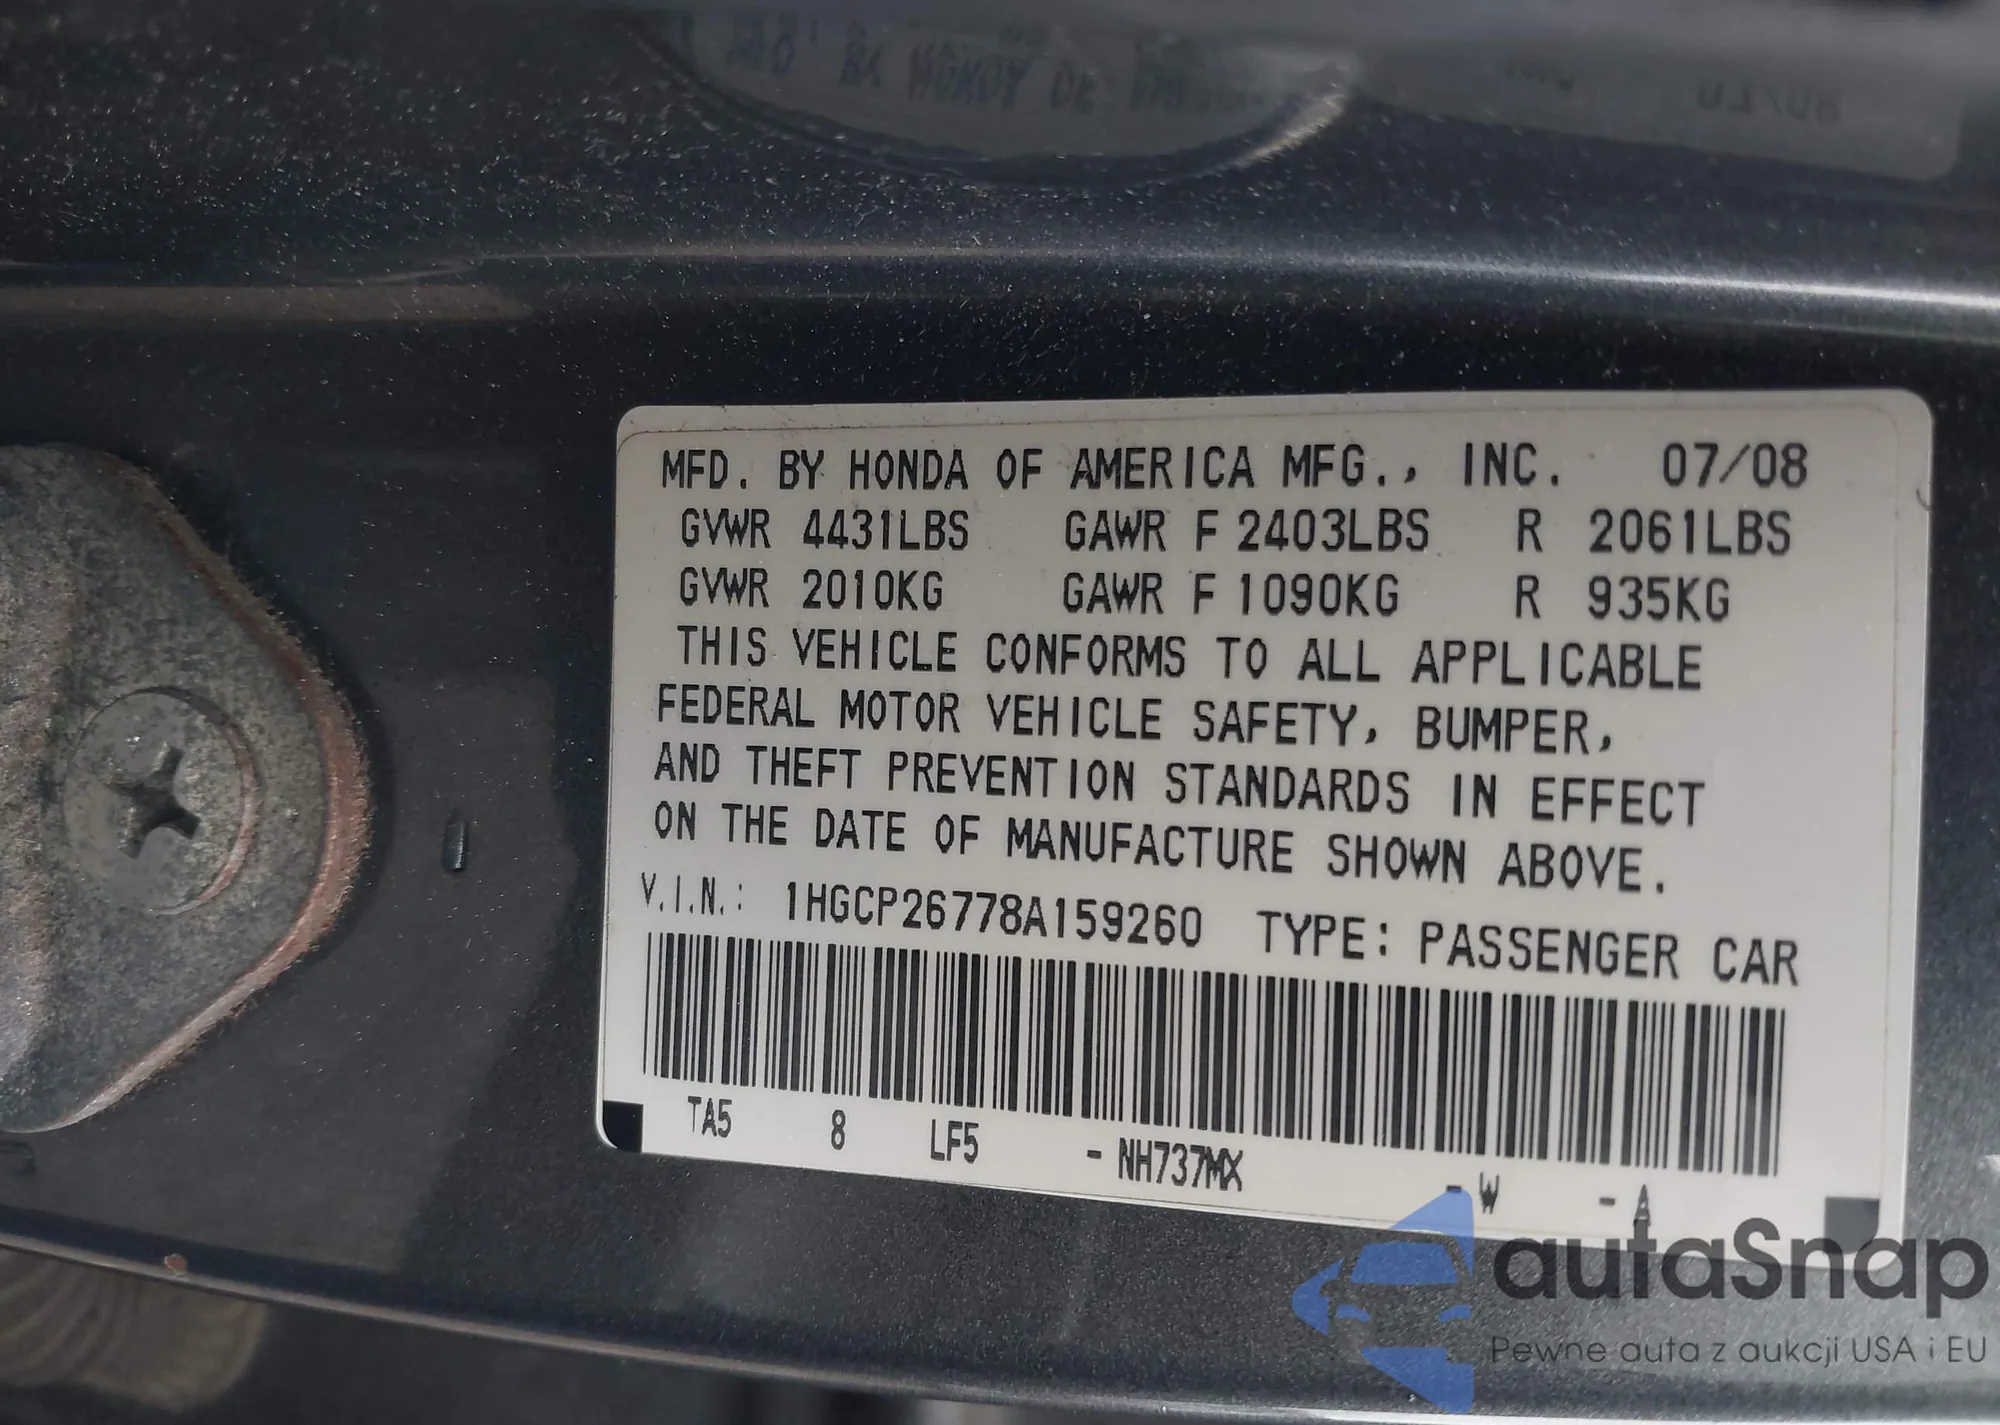 MFD. BY HONDA OF AMERICA MFG., INC. 07/08
GVWR 4431LBS GAWR F 2403LBS R 2061LBS
GVWR 2010KG GAWR F 1090KG R 935KG
THIS VEHICLE CONFORMS TO ALL APPLICABLE
FEDERAL MOTOR VEHICLE SAFETY, BUMPER,
AND THEFT PREVENTION STANDARDS IN EFFECT
ON THE DATE OF MANUFACTURE SHOWN ABOVE.
V.I.N.: 1HGCP26778A159260 TYPE: PASSENGER CAR
TA5 8 LF5 -NH737MX -W -A
autaSnap
Pewne auta z aukcji USA i EU